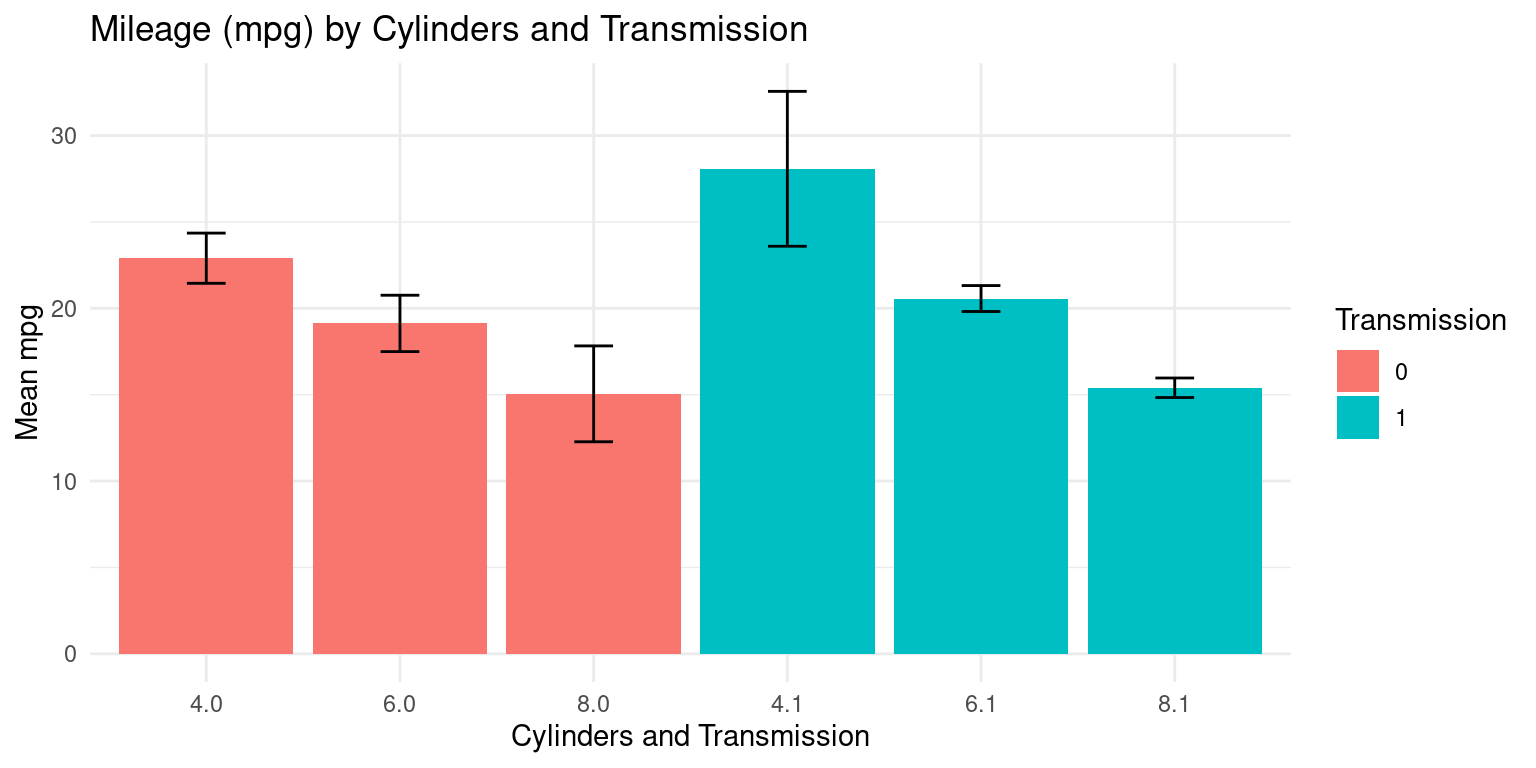 Mileage (mpg) by Cylinders and Transmission
Mean mpg
30
20
10
0
4.0 6.0 8.0 4.1 6.1 8.1
Cylinders and Transmission
Transmission
0
1